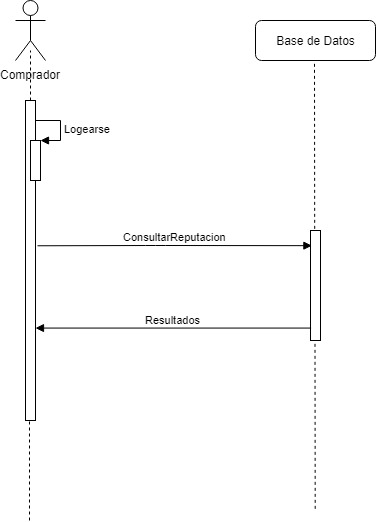 Comprador
Base de Datos
Logearse
ConsultarReputacion
Resultados